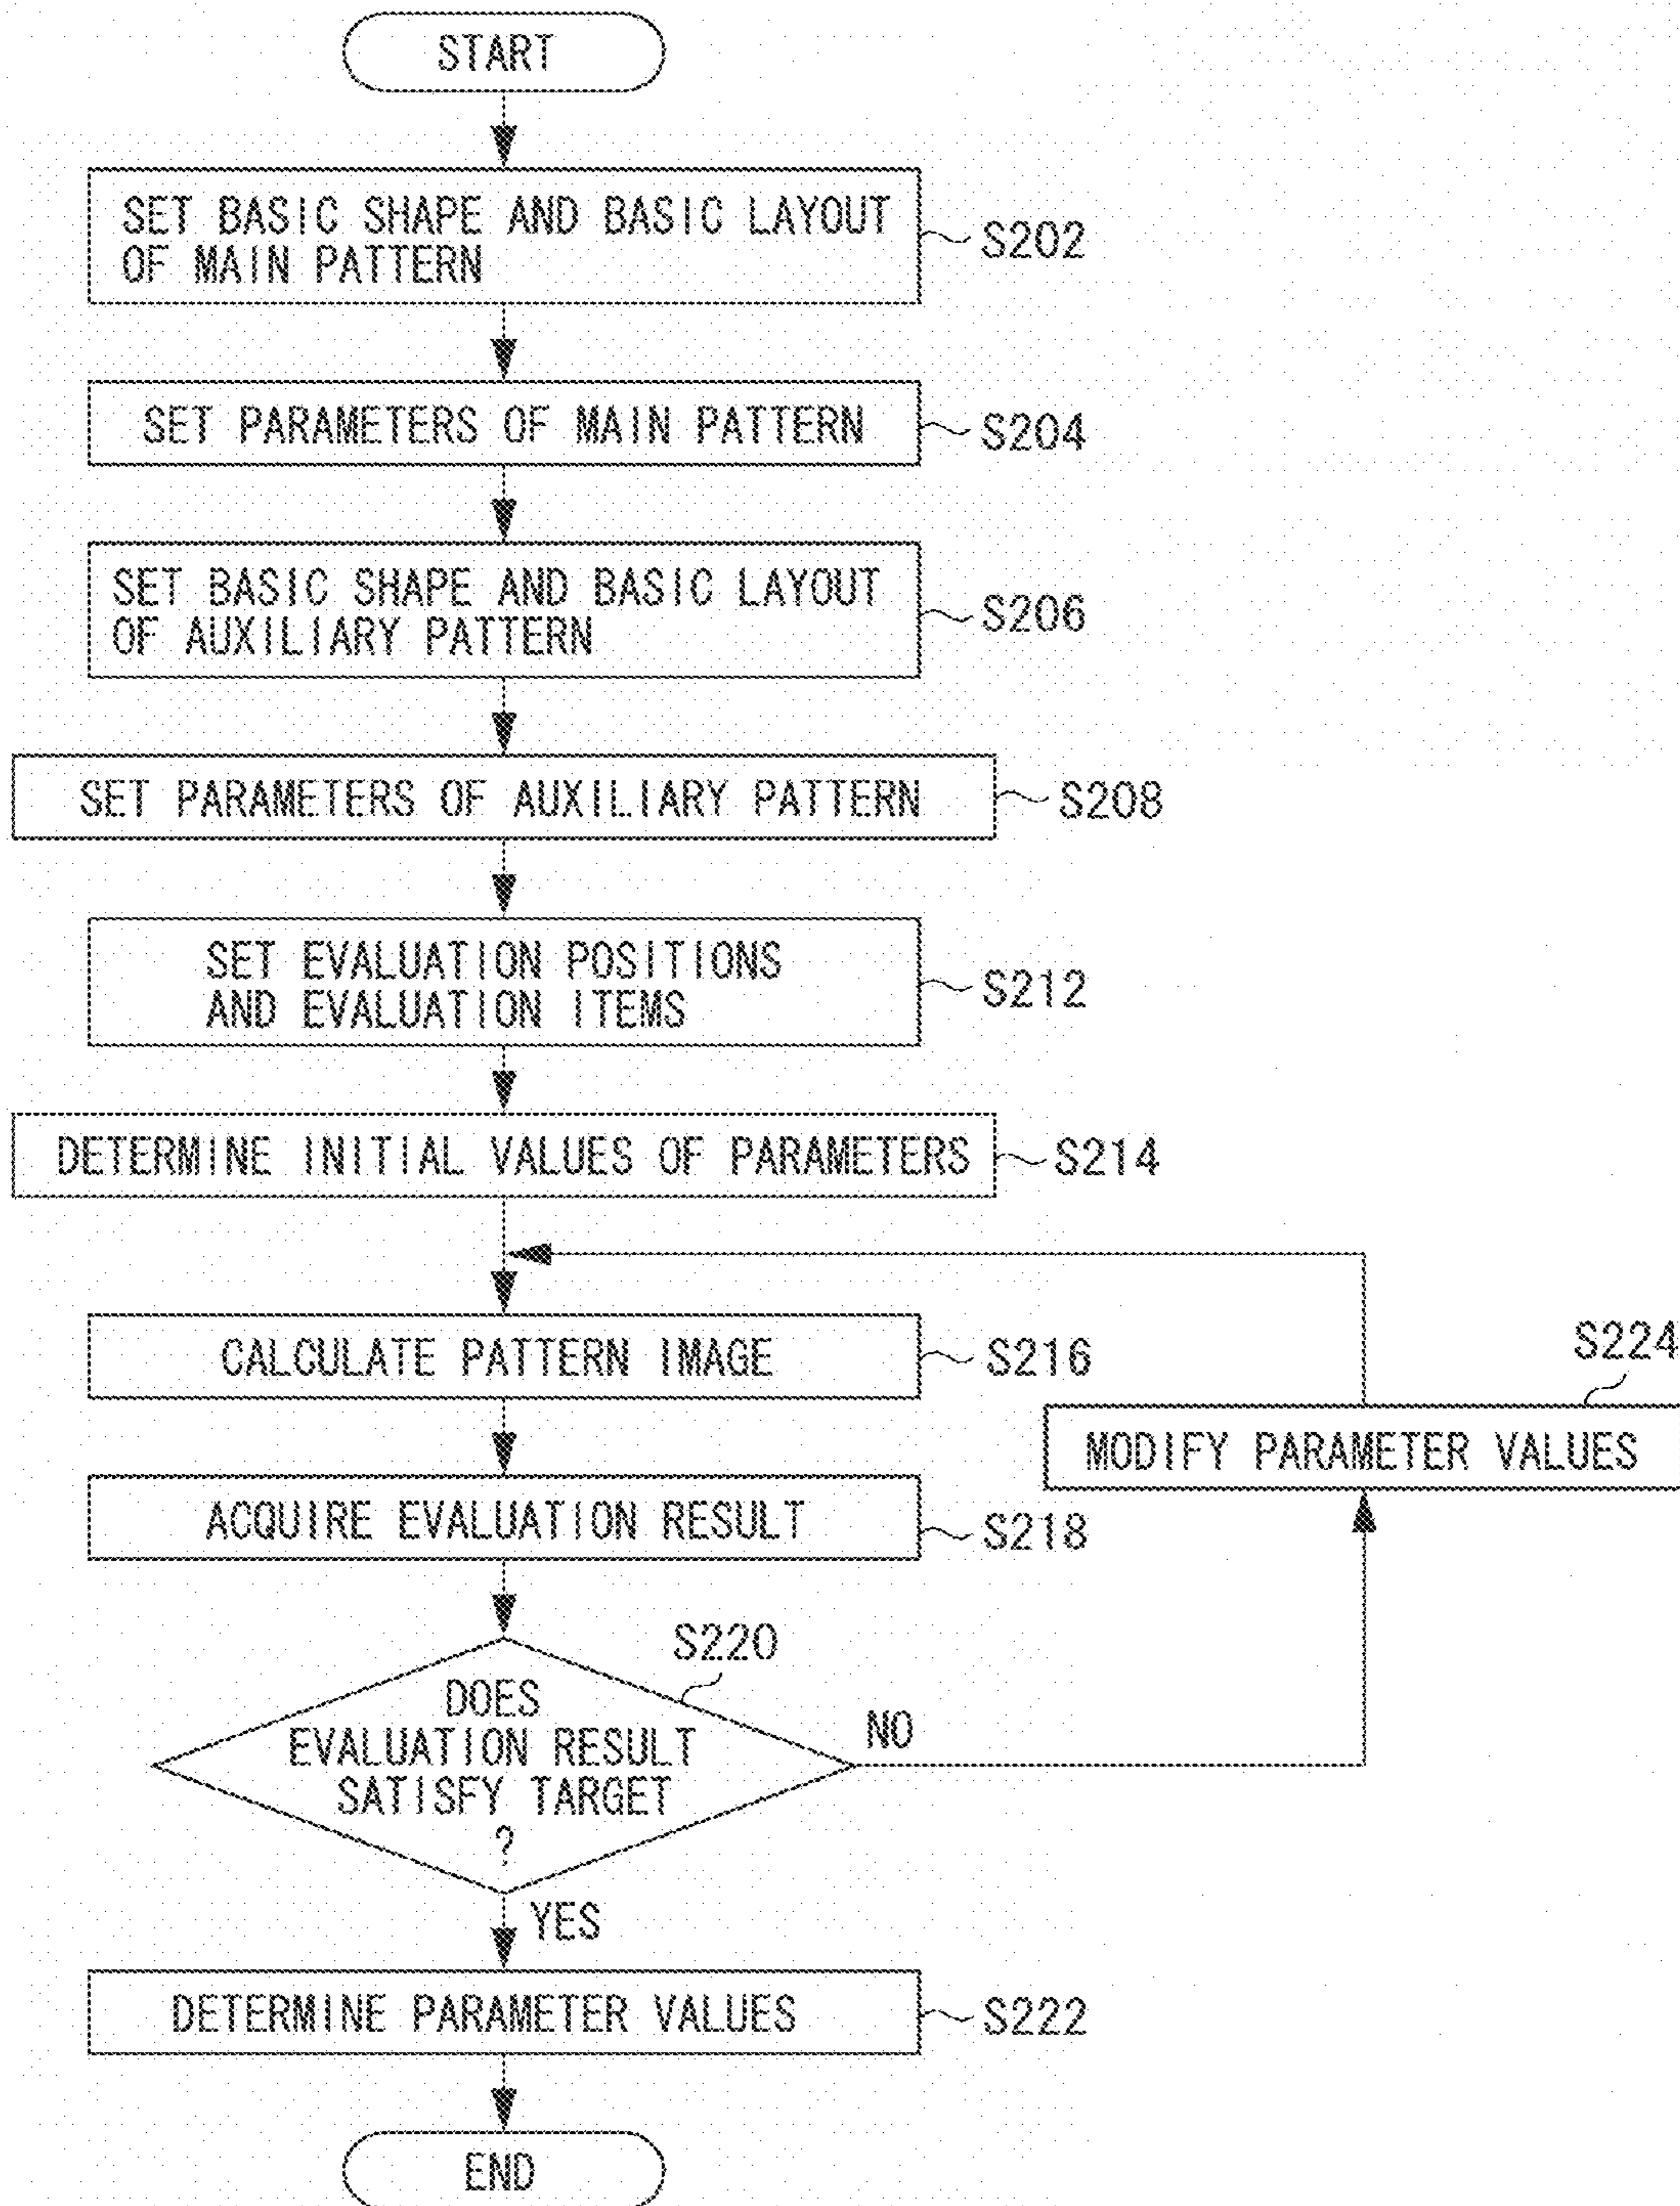 START
SET BASIC SHAPE AND BASIC LAYOUT
OF MAIN PATTERN
S202
SET PARAMETERS OF MAIN PATTERN
S204
SET BASIC SHAPE AND BASIC LAYOUT
OF AUXILIARY PATTERN
S206
SET PARAMETERS OF AUXILIARY PATTERN
S208
SET EVALUATION POSITIONS
AND EVALUATION ITEMS
S212
DETERMINE INITIAL VALUES OF PARAMETERS
S214
CALCULATE PATTERN IMAGE
S216
S224
MODIFY PARAMETER VALUES
ACQUIRE EVALUATION RESULT
S218
S220
DOES
EVALUATION RESULT
SATISFY TARGET
?
NO
YES
DETERMINE PARAMETER VALUES
S222
END